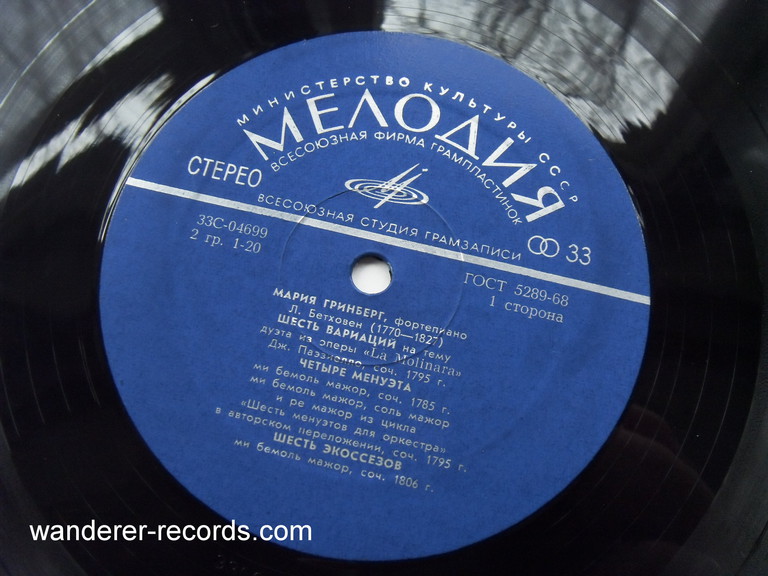 МИНИСТЕРСТВО КУЛЬТУРЫ СССР
МЕЛОДИЯ
ВСЕСОЮЗНАЯ ФИРМА ГРАМПЛАСТИНОК
СТЕРЕО
ВСЕСОЮЗНАЯ СТУДИЯ ГРАМЗАПИСИ
33
33С-04699
2 гр. 1-20
ГОСТ 5289-68
1 сторона
МАРИЯ ГРИНБЕРГ, фортепиано
Л. Бетховен (1770—1827)
ШЕСТЬ ВАРИАЦИЙ на тему
дуэта из оперы «La Molinara»
Дж. Паэзиелло, соч. 1795 г.
ЧЕТЫРЕ МЕНУЭТА
ми бемоль мажор, соч. 1785 г.
ми бемоль мажор, соль мажор
и ре мажор из цикла
«Шесть менуэтов для оркестра»
в авторском переложении, соч. 1795 г.
ШЕСТЬ ЭКОССЕЗОВ
ми бемоль мажор, соч. 1806 г.
wanderer-records.com